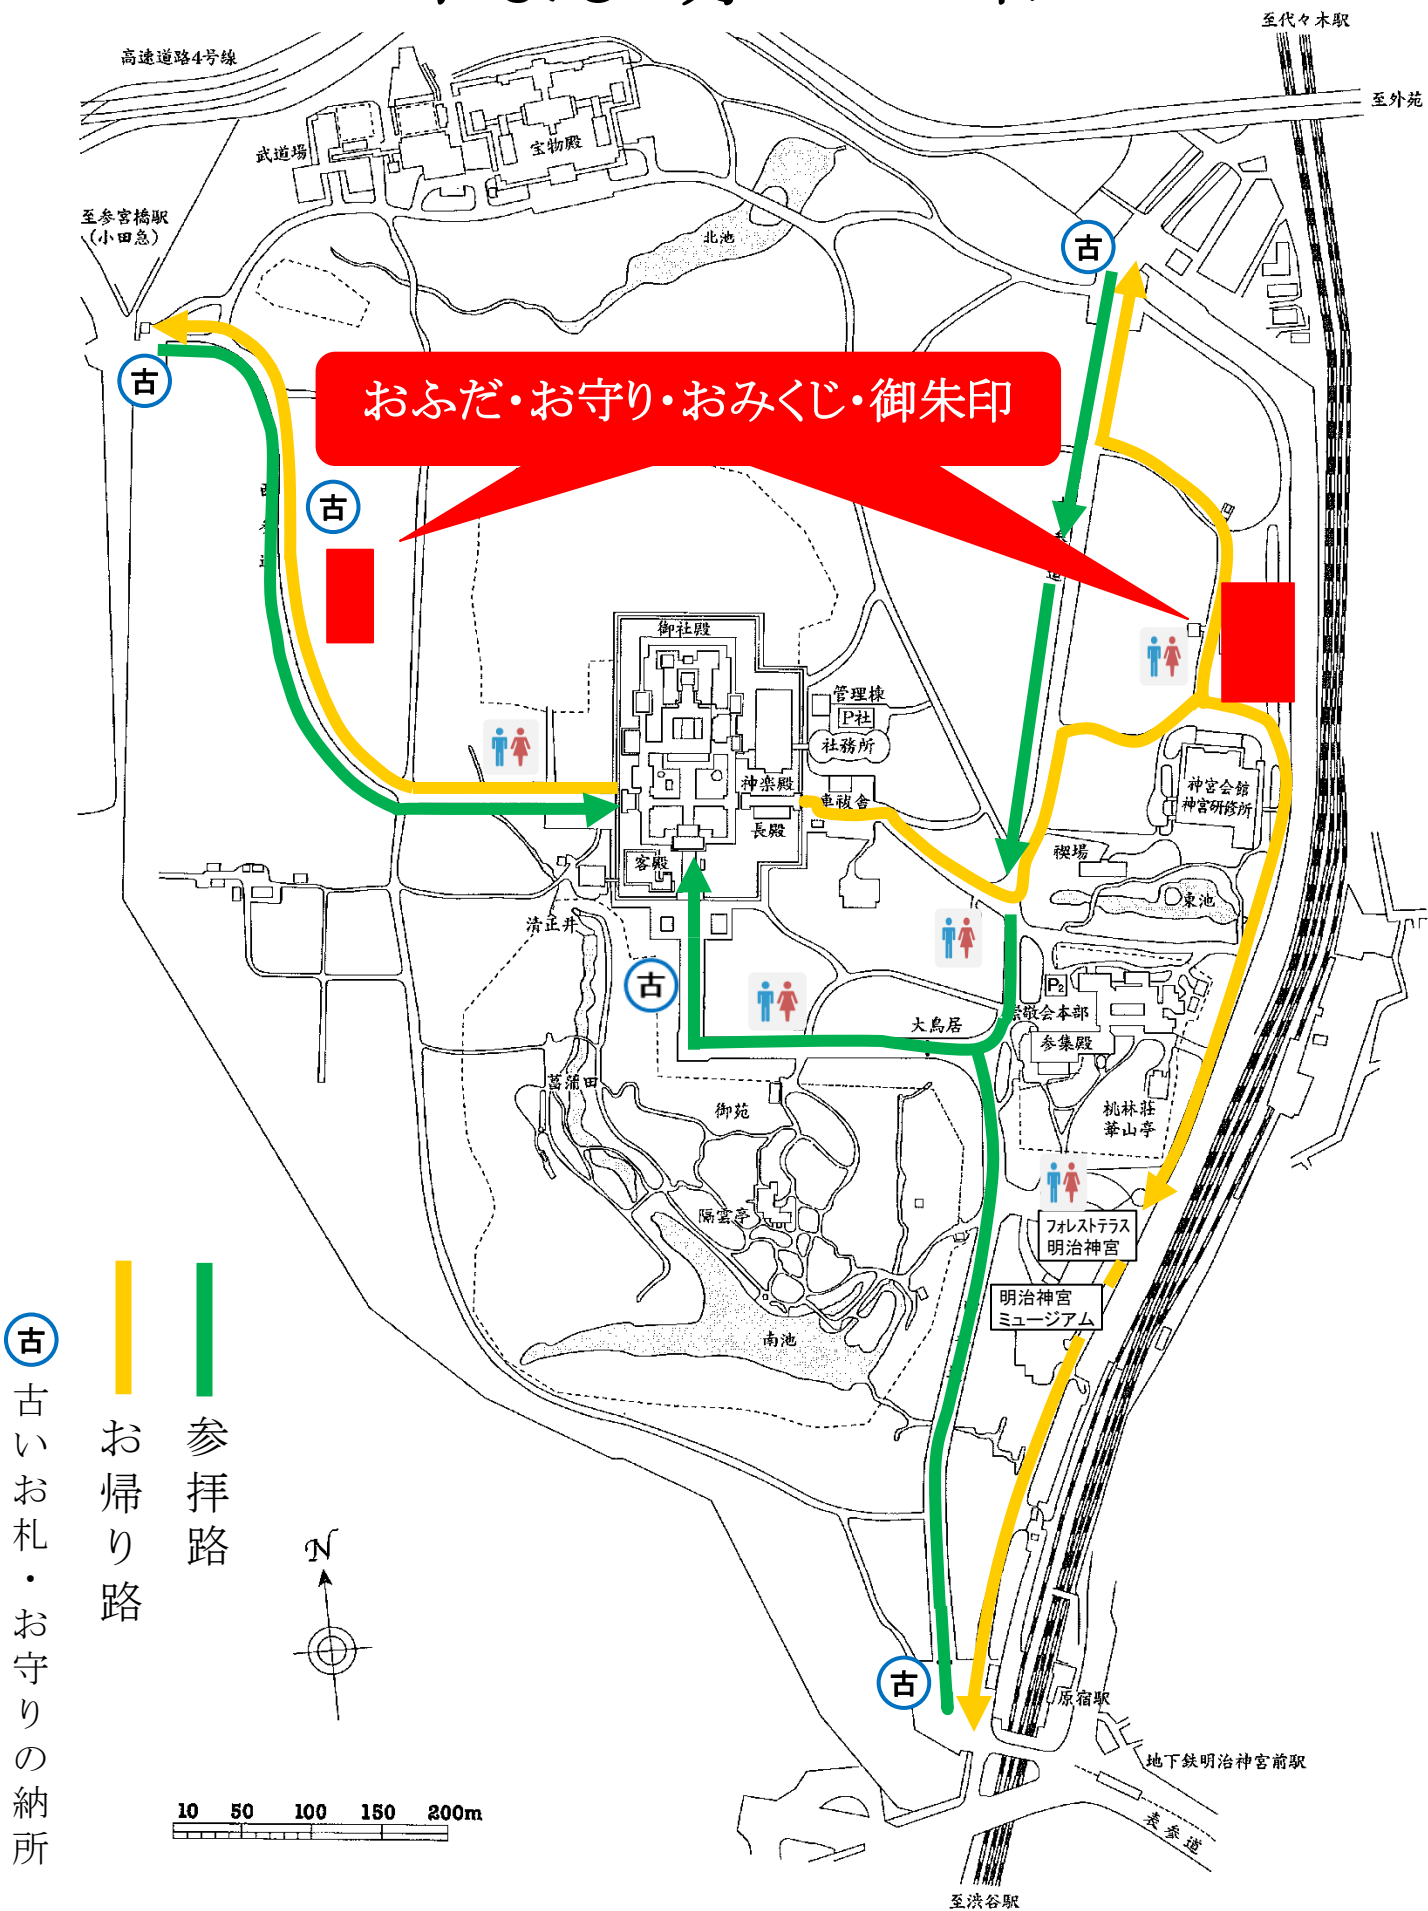 至代々木駅
高速道路4号線
至外苑
宝物殿
武道場
至参宮橋駅
(小田急)
北池
古
古
おふだ・お守り・おみくじ・御朱印
古
御社殿
管理棟
P社
社務所
神楽殿
車祓舎
長殿
客殿
神宮会館
神宮研修所
禊場
東池
清正井
古
P2
大鳥居
崇敬会本部
参集殿
菖蒲田
御苑
桃林荘
華山亭
隔雲亭
フォレストテラス
明治神宮
明治神宮
ミュージアム
南池
古
古いお札・お守りの納所
お帰り路
参拝路
N
古
原宿駅
地下鉄明治神宮前駅
表参道
10 50 100 150 200m
至渋谷駅